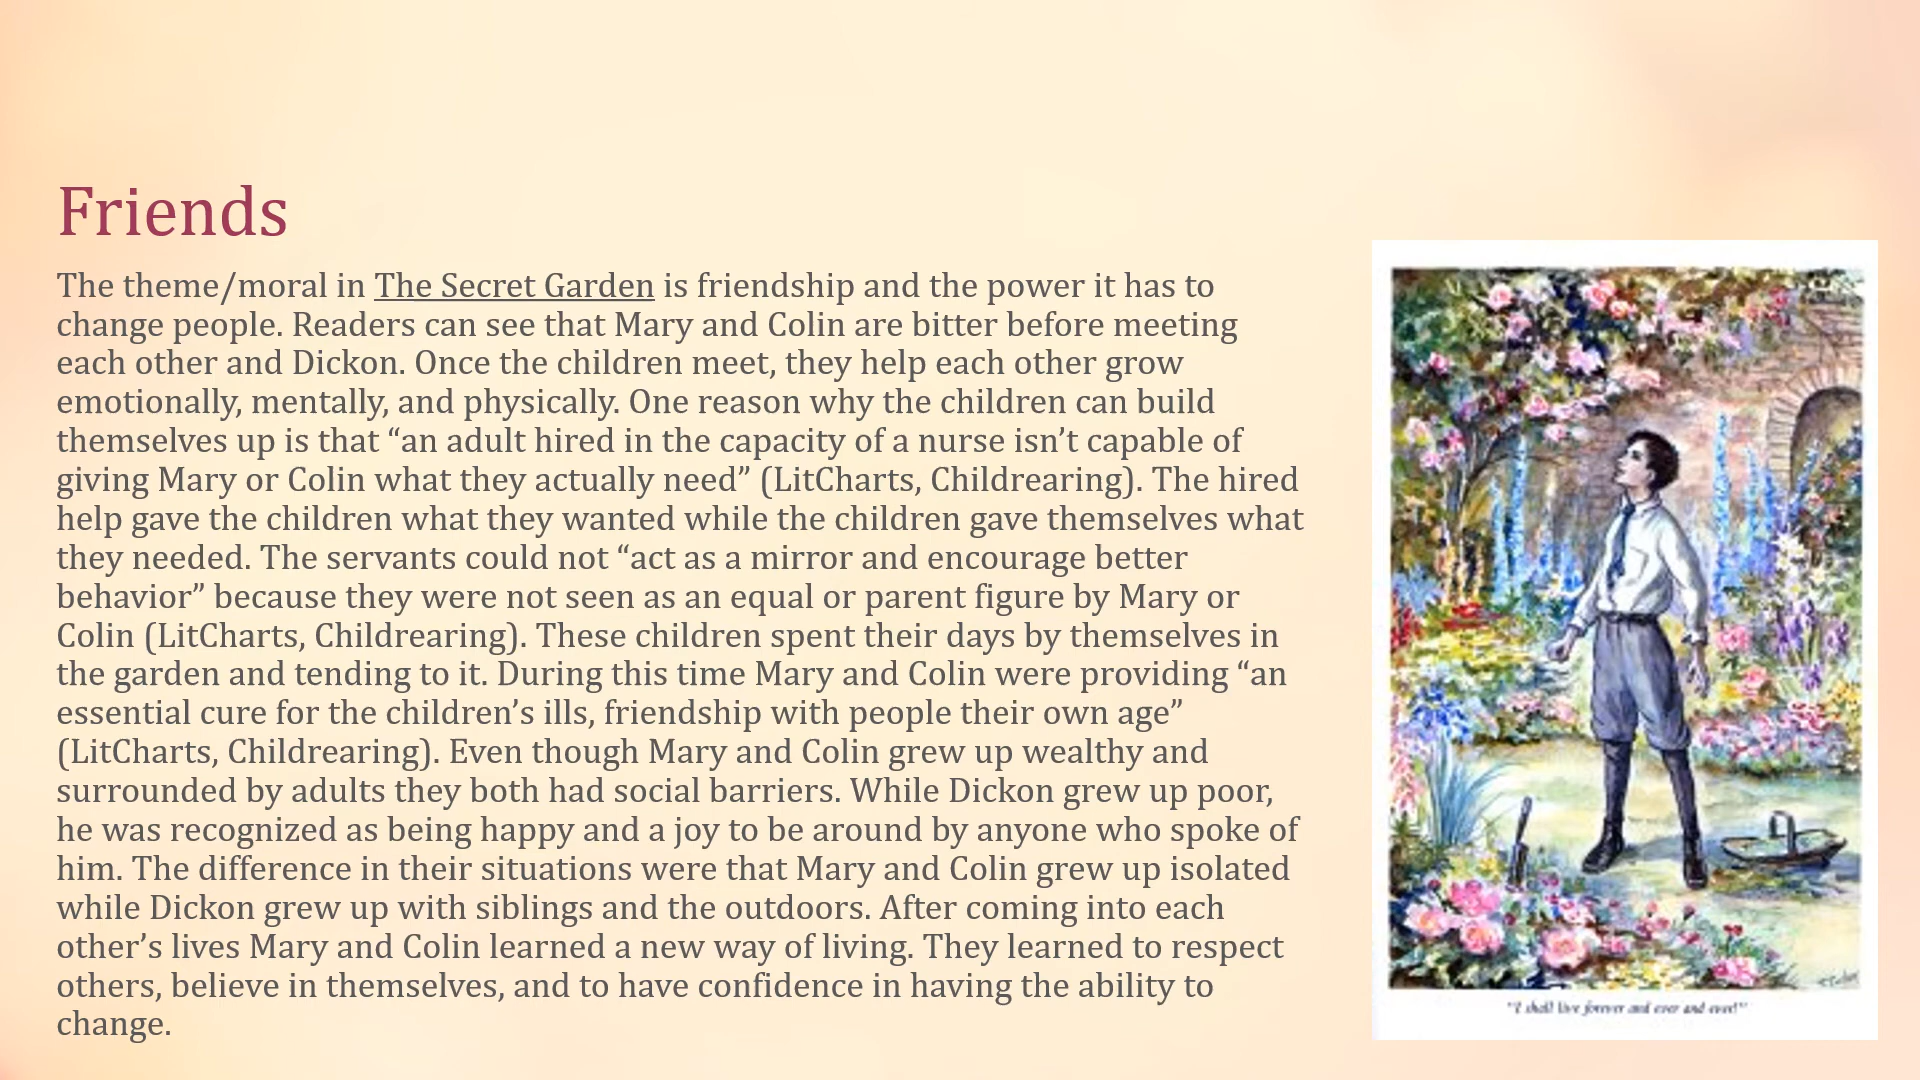 Friends
The theme/moral in The Secret Garden is friendship and the power it has to
change people. Readers can see that Mary and Colin are bitter before meeting
each other and Dickon. Once the children meet, they help each other grow
emotionally, mentally, and physically. One reason why the children can build
themselves up is that “an adult hired in the capacity of a nurse isn’t capable of
giving Mary or Colin what they actually need” (LitCharts, Childrearing). The hired
help gave the children what they wanted while the children gave themselves what
they needed. The servants could not “act as a mirror and encourage better
behavior” because they were not seen as an equal or parent figure by Mary or
Colin (LitCharts, Childrearing). These children spent their days by themselves in
the garden and tending to it. During this time Mary and Colin were providing “an
essential cure for the children’s ills, friendship with people their own age”
(LitCharts, Childrearing). Even though Mary and Colin grew up wealthy and
surrounded by adults they both had social barriers. While Dickon grew up poor,
he was recognized as being happy and a joy to be around by anyone who spoke of
him. The difference in their situations were that Mary and Colin grew up isolated
while Dickon grew up with siblings and the outdoors. After coming into each
other’s lives Mary and Colin learned a new way of living. They learned to respect
others, believe in themselves, and to have confidence in having the ability to
change.
"I shall live forever and ever and ever!"